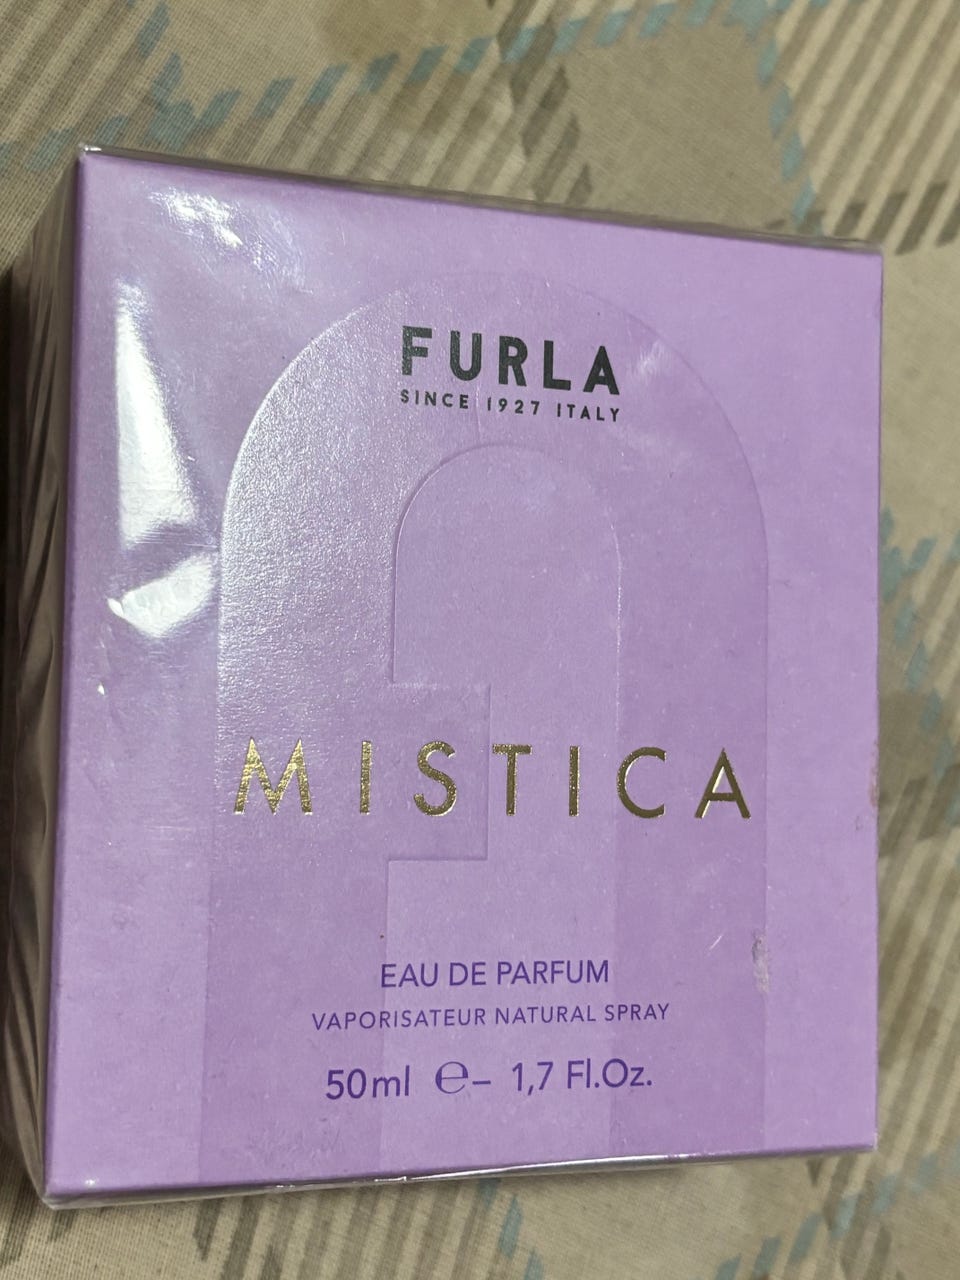 FURLA
SINCE 1927 ITALY
MISTICA
EAU DE PARFUM
VAPORISATEUR NATURAL SPRAY
50ml ℮– 1,7 Fl.Oz.